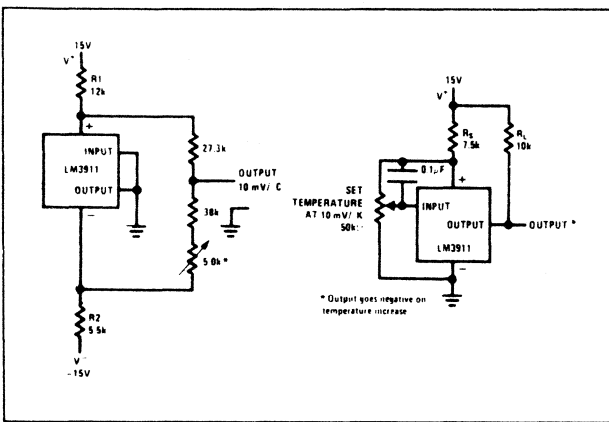 15V
V+
R1
12k
+
INPUT
LM3911
OUTPUT
−
27.3k
OUTPUT
10 mV/ C
38k
5.0k*
R2
5.5k
V−
-15V
15V
V+
RS
7.5k
RL
10k
0.1µF
SET
TEMPERATURE
AT 10 mV/ K
50k
+
INPUT
OUTPUT
OUTPUT *
LM3911
−
* Output goes negative on
temperature increase